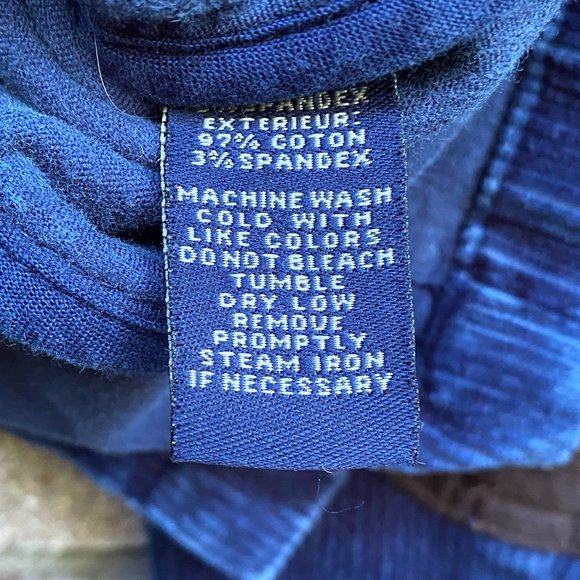 SPANDEX
EXTERIEUR:
97% COTON
3% SPANDEX
MACHINE WASH
COLD WITH
LIKE COLORS
DO NOT BLEACH
TUMBLE
DRY LOW
REMOVE
PROMPTLY
STEAM IRON
IF NECESSARY